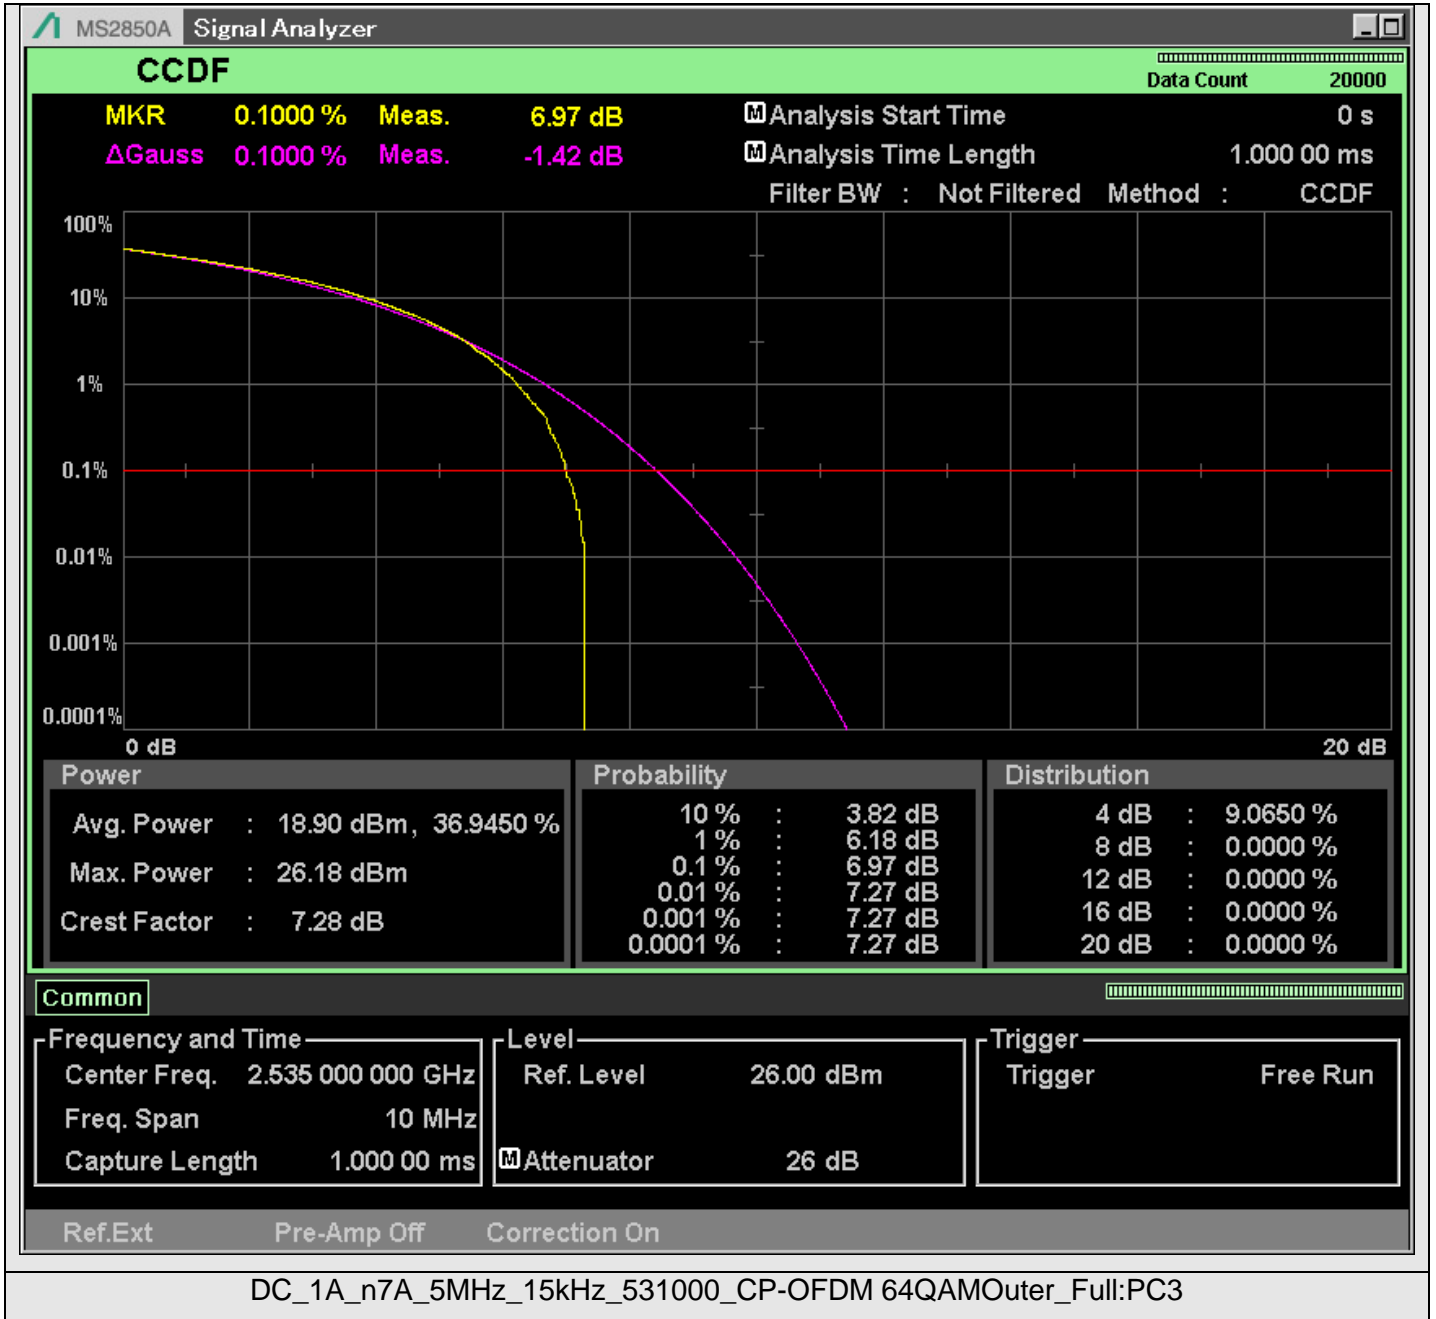 MS2850A Signal Analyzer
CCDF
Data Count 20000
MKR 0.1000 % Meas. 6.97 dB
ΔGauss 0.1000 % Meas. -1.42 dB
M Analysis Start Time 0 s
M Analysis Time Length 1.000 00 ms
Filter BW : Not Filtered Method : CCDF
100%
10%
1%
0.1%
0.01%
0.001%
0.0001%
0 dB 20 dB
Power
Avg. Power : 18.90 dBm, 36.9450 %
Max. Power : 26.18 dBm
Crest Factor : 7.28 dB
Probability
10 % : 3.82 dB
1 % : 6.18 dB
0.1 % : 6.97 dB
0.01 % : 7.27 dB
0.001 % : 7.27 dB
0.0001 % : 7.27 dB
Distribution
4 dB : 9.0650 %
8 dB : 0.0000 %
12 dB : 0.0000 %
16 dB : 0.0000 %
20 dB : 0.0000 %
Common
Frequency and Time
Center Freq. 2.535 000 000 GHz
Freq. Span 10 MHz
Capture Length 1.000 00 ms
Level
Ref. Level 26.00 dBm
M Attenuator 26 dB
Trigger
Trigger Free Run
Ref.Ext Pre-Amp Off Correction On
DC_1A_n7A_5MHz_15kHz_531000_CP-OFDM 64QAMOuter_Full:PC3